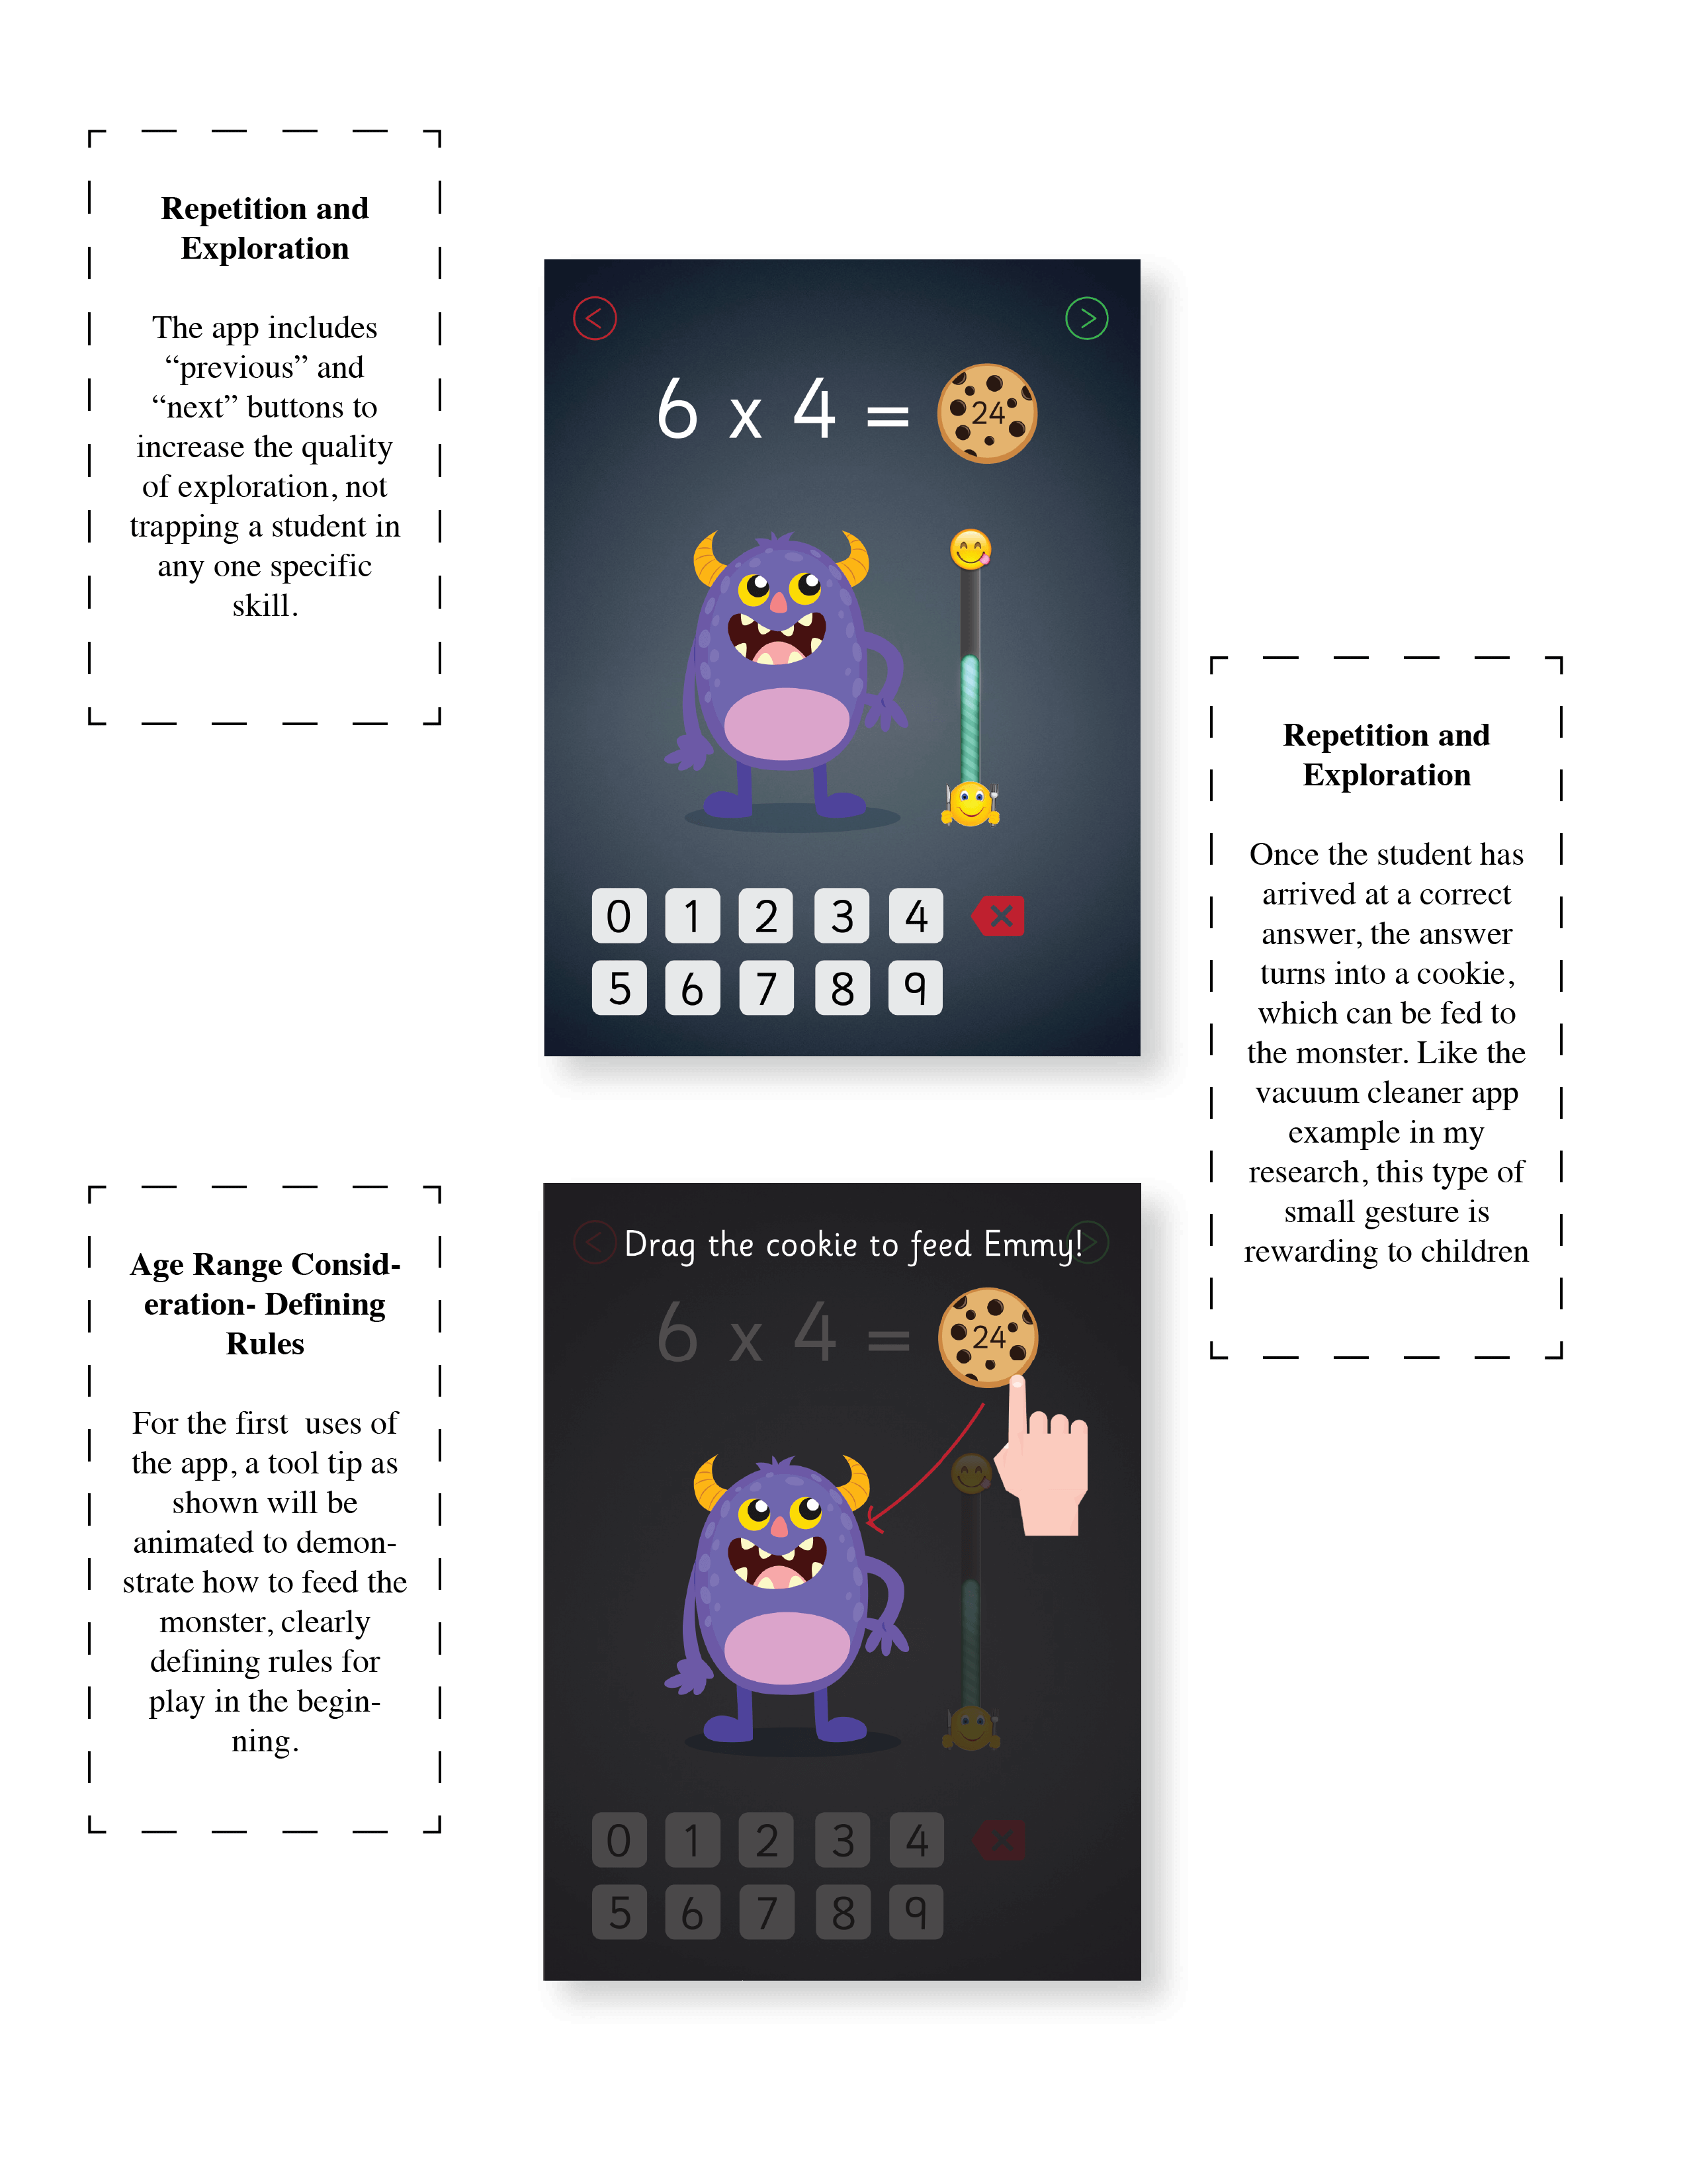 Repetition and
Exploration
The app includes
“previous” and
“next” buttons to
increase the quality
of exploration, not
trapping a student in
any one specific
skill.
6 x 4 = 24
0 1 2 3 4
5 6 7 8 9
Repetition and
Exploration
Once the student has
arrived at a correct
answer, the answer
turns into a cookie,
which can be fed to
the monster. Like the
vacuum cleaner app
example in my
research, this type of
small gesture is
rewarding to children
Age Range Consid-
eration- Defining
Rules
For the first  uses of
the app, a tool tip as
shown will be
animated to demon-
strate how to feed the
monster, clearly
defining rules for
play in the begin-
ning.
Drag the cookie to feed Emmy!
6 x 4 = 24
0 1 2 3 4
5 6 7 8 9